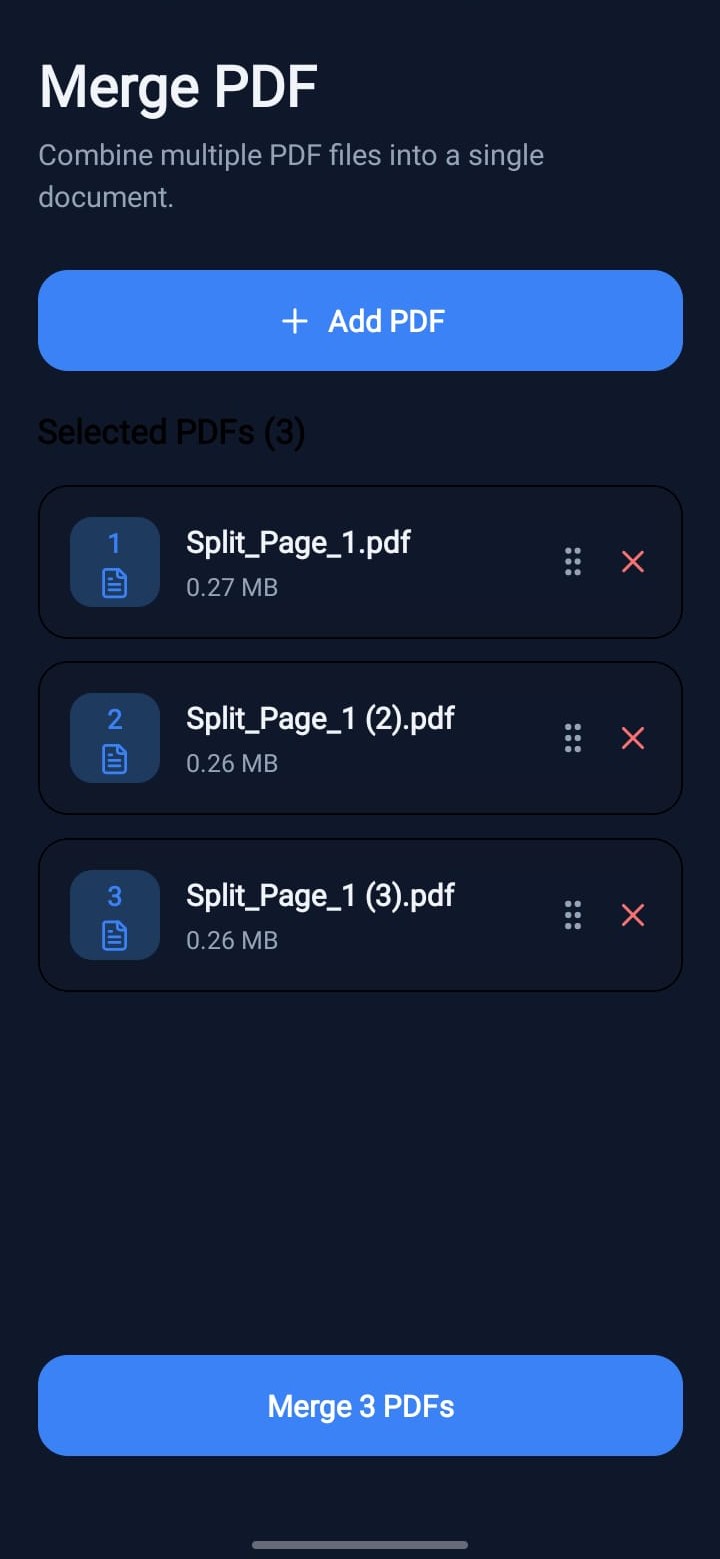 Merge PDF
Combine multiple PDF files into a single
document.
+ Add PDF
Selected PDFs (3)
1
Split_Page_1.pdf
0.27 MB
2
Split_Page_1 (2).pdf
0.26 MB
3
Split_Page_1 (3).pdf
0.26 MB
Merge 3 PDFs